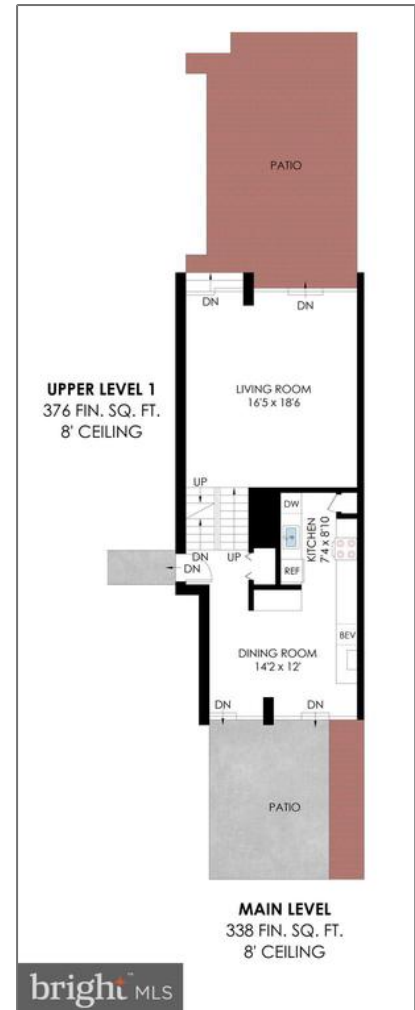 PATIO
DN
DN
UPPER LEVEL 1
376 FIN. SQ. FT.
8' CEILING
LIVING ROOM
16'5 x 18'6
UP
DN
UP
DN
DN
DW
KITCHEN
7'4 x 8'10
REF
BEV
DINING ROOM
14'2 x 12'
DN
DN
PATIO
MAIN LEVEL
338 FIN. SQ. FT.
8' CEILING
bright MLS